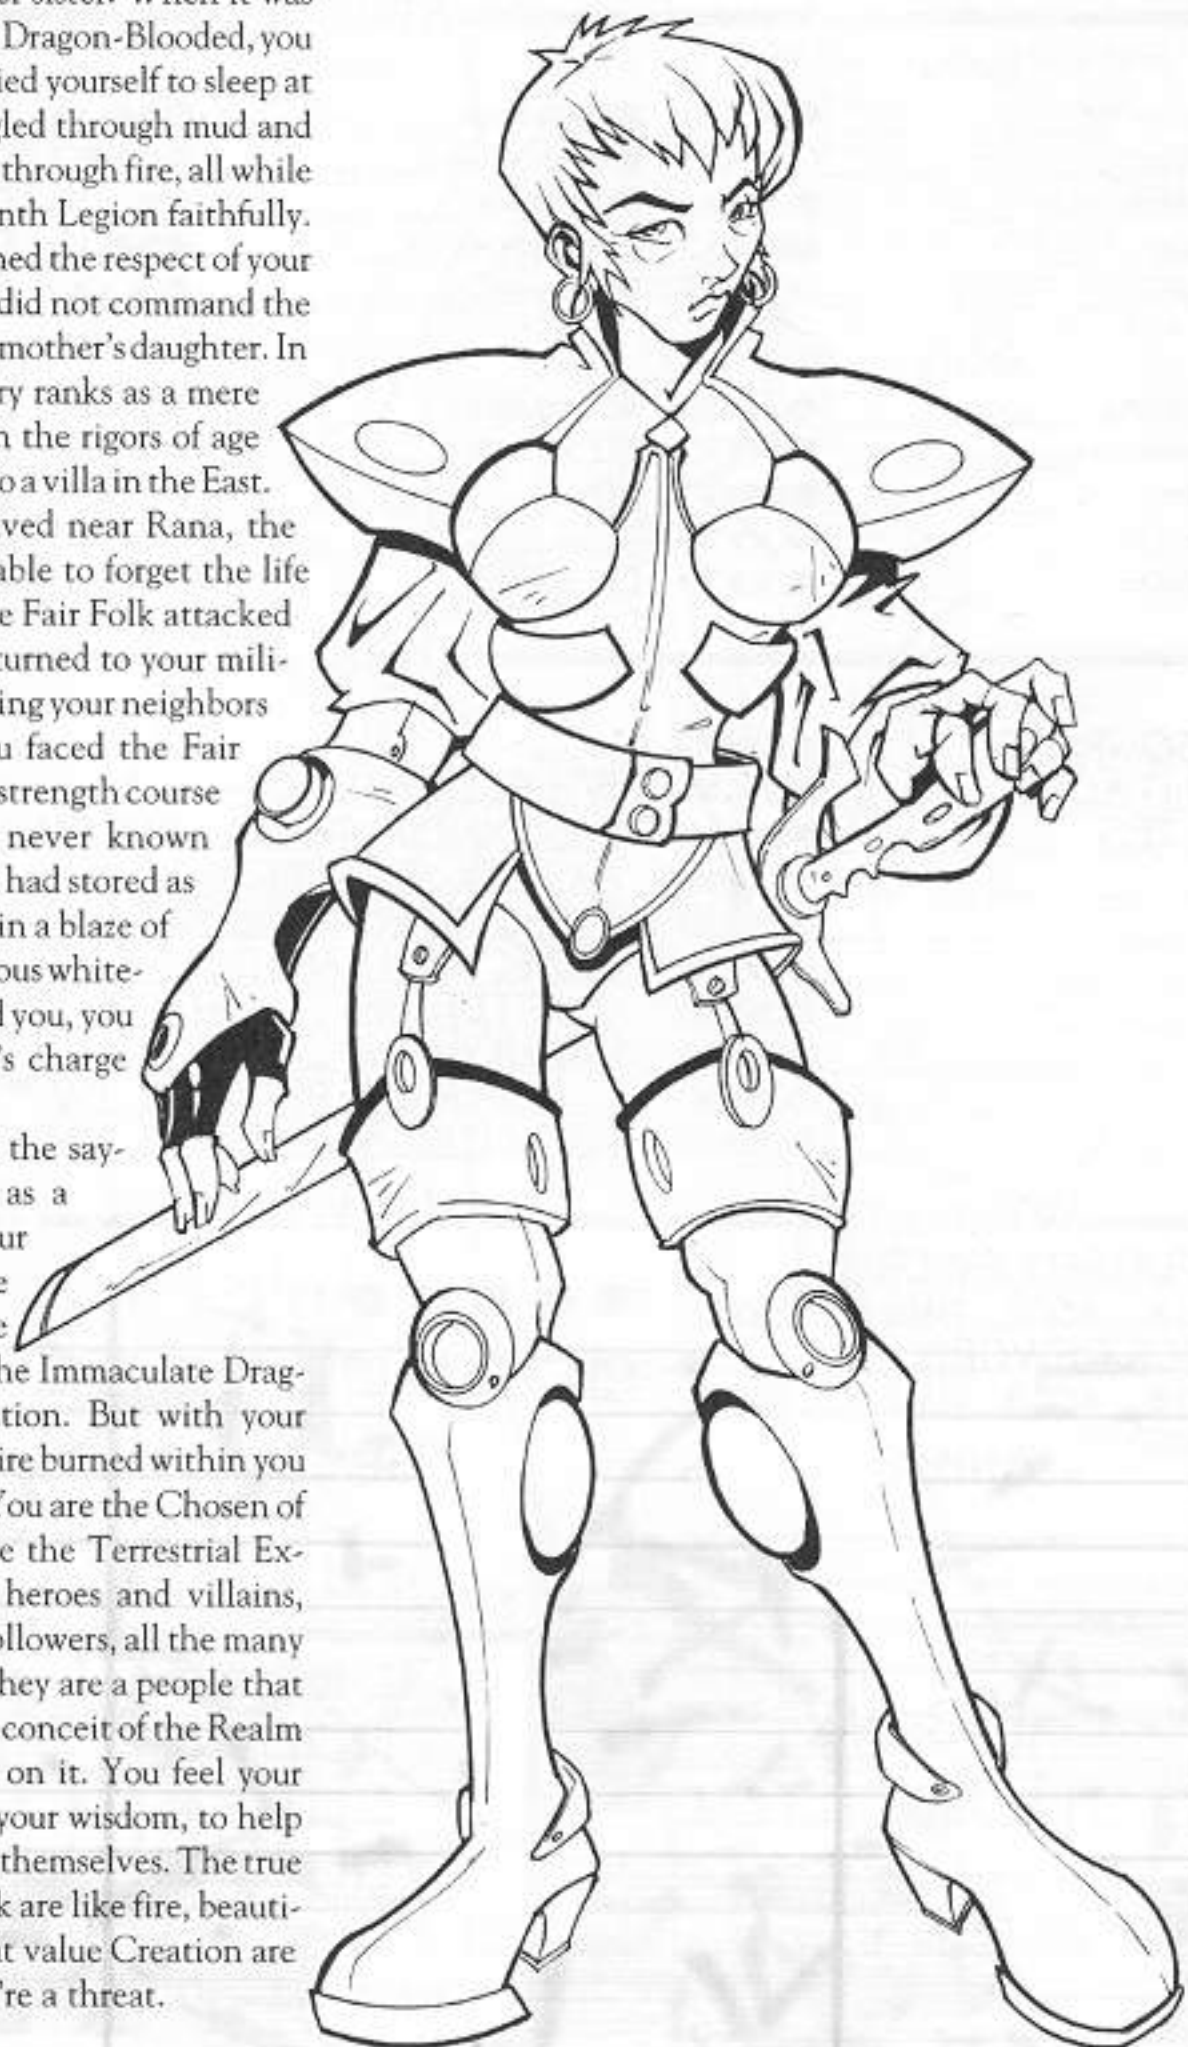 Dragon-Blooded, you
ied yourself to sleep at
gled through mud and
through fire, all while
nth Legion faithfully.
ned the respect of your
did not command the
mother's daughter. In
ry ranks as a mere
n the rigors of age
o a villa in the East.
ved near Rana, the
able to forget the life
e Fair Folk attacked
turned to your mili-
ing your neighbors
u faced the Fair
strength course
never known
had stored as
in a blaze of
ous white-
l you, you
's charge
the say-
as a
ur
e
e
he Immaculate Drag-
tion. But with your
ire burned within you
You are the Chosen of
e the Terrestrial Ex-
heroes and villains,
ollowers, all the many
hey are a people that
conceit of the Realm
on it. You feel your
your wisdom, to help
themselves. The true
k are like fire, beauti-
at value Creation are
're a threat.